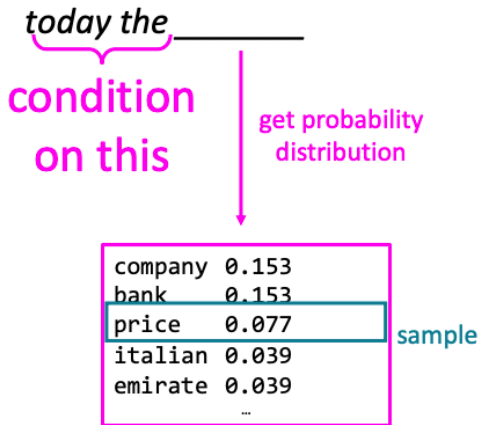 today the ________
condition
on this
get probability
distribution
company 0.153
bank 0.153
price 0.077
italian 0.039
emirate 0.039
…
sample